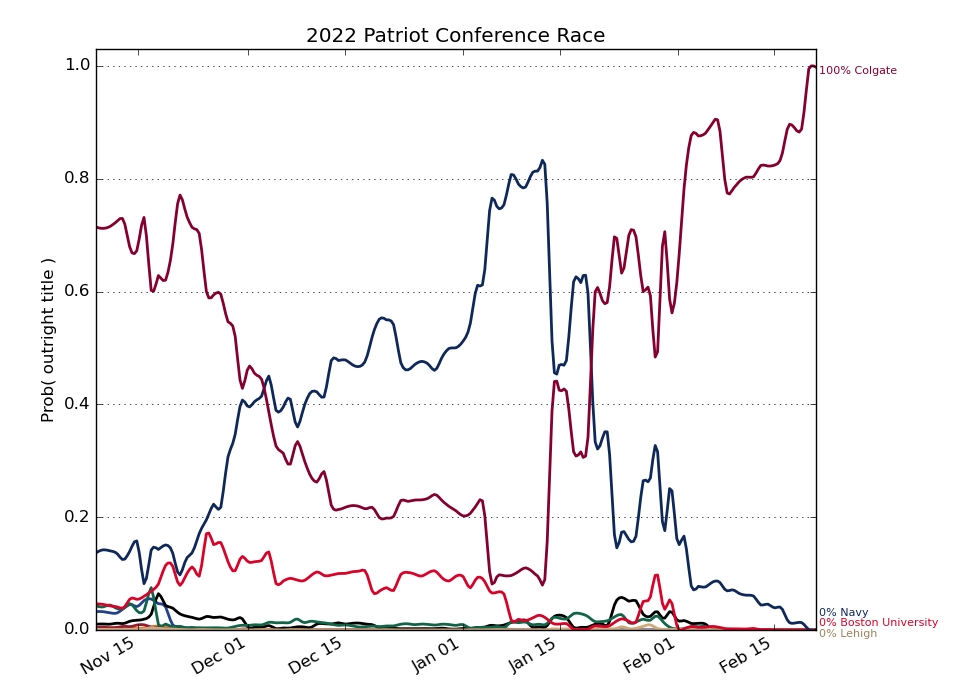 2022 Patriot Conference Race
Prob( outright title )
1.0
0.8
0.6
0.4
0.2
0.0
Nov 15
Dec 01
Dec 15
Jan 01
Jan 15
Feb 01
Feb 15
100% Colgate
0% Navy
0% Boston University
0% Lehigh